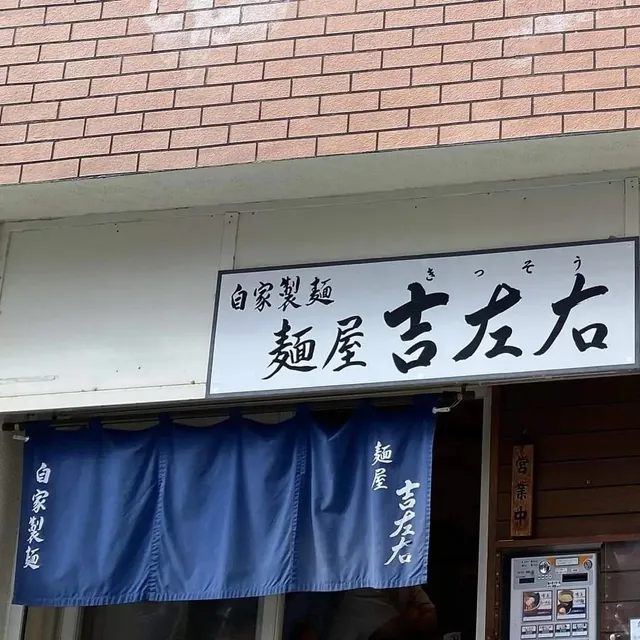 自家製麺
きっそう
麺屋 吉左右
自家製麺
麺屋
吉左右
営業中